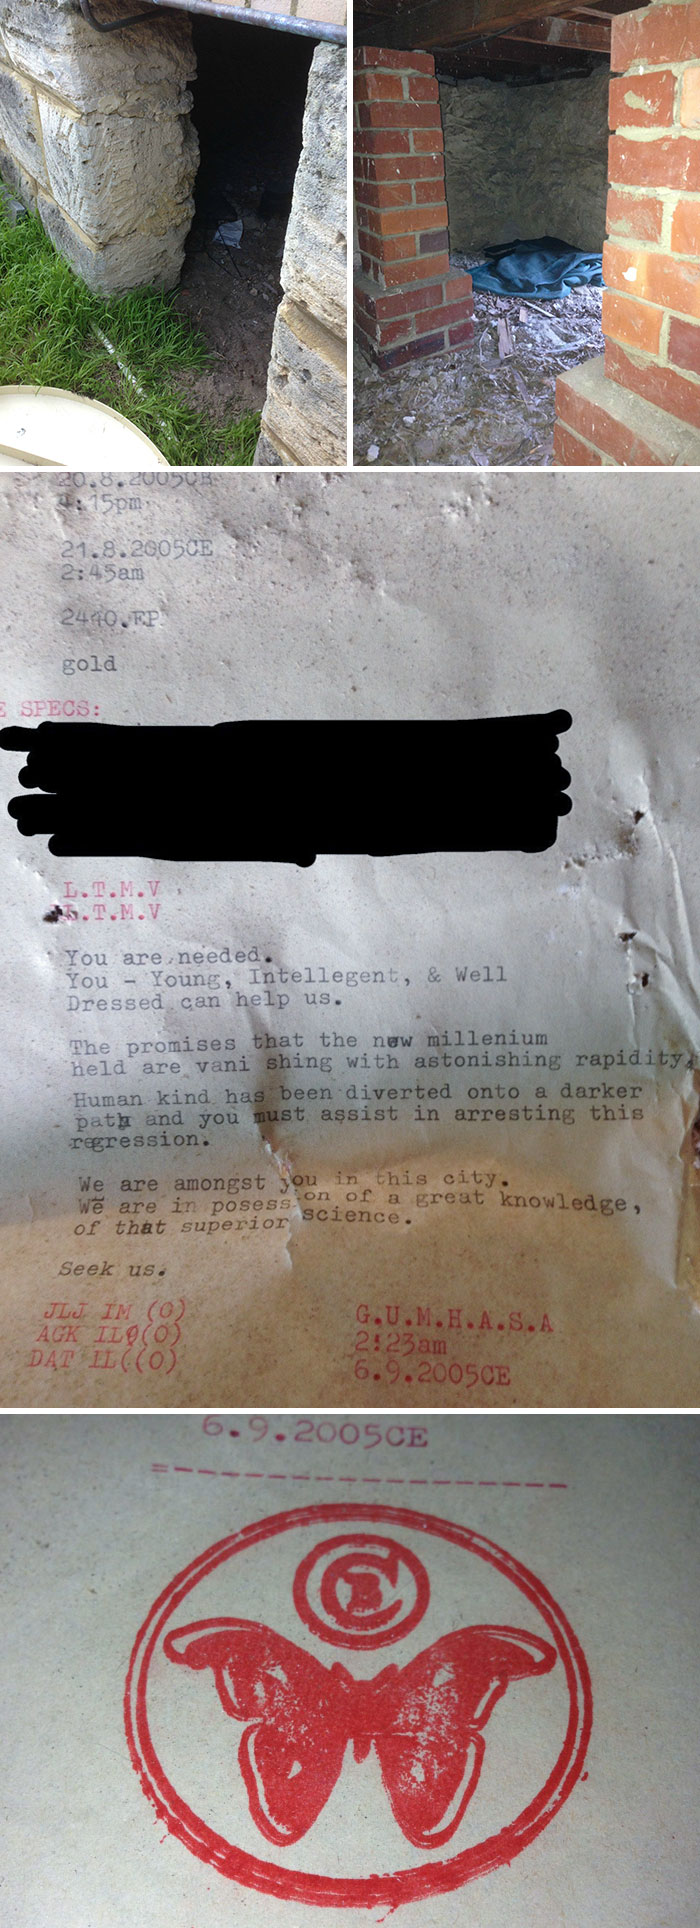 20.8.2005CE
4:15pm
21.8.2005CE
2:45am
2440.FP
gold
E SPECS:
L.T.M.V
L.T.M.V
You are needed.
You - Young, Intellegent, & Well
Dressed can help us.
The promises that the new millenium
held are vani shing with astonishing rapidity.
Human kind has been diverted onto a darker
path and you must assist in arresting this
regression.
We are amongst you in this city.
We are in posession of a great knowledge,
of that superior science.
Seek us.
JLJ IM (O)
AGK IL0(O)
DAT IL((O)
G.U.M.H.A.S.A
2:23am
6.9.2005CE
6.9.2005CE